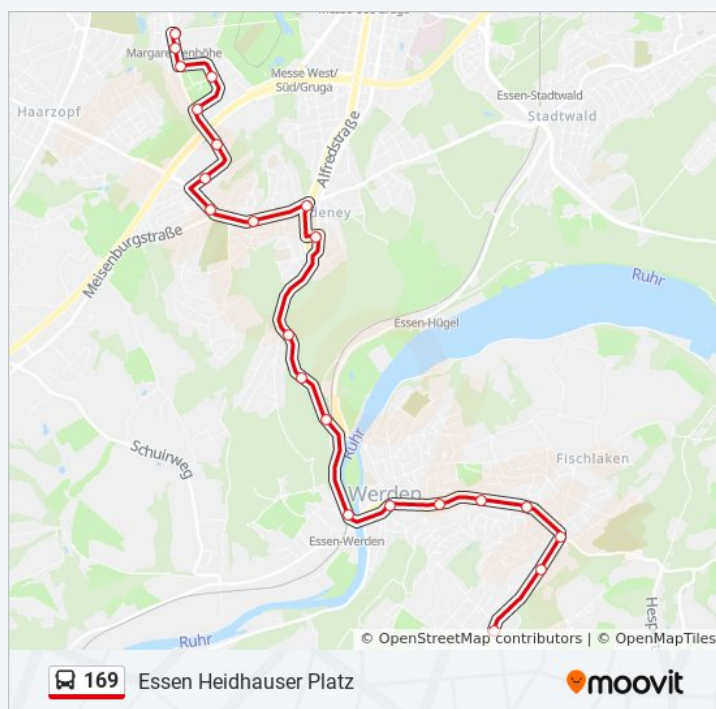 Margarethenhöhe
Messe West/
Süd/Gruga
Haarzopf
Essen-Stadtwald
Stadtwald
Alfredstraße
deney
Meisenburgstraße
Ruhr
Essen-Hügel
Schuirweg
Ruhr
Fischlaken
Werden
Essen-Werden
Ruhr
© OpenStreetMap contributors | © OpenMapTiles
169 Essen Heidhauser Platz
moovit